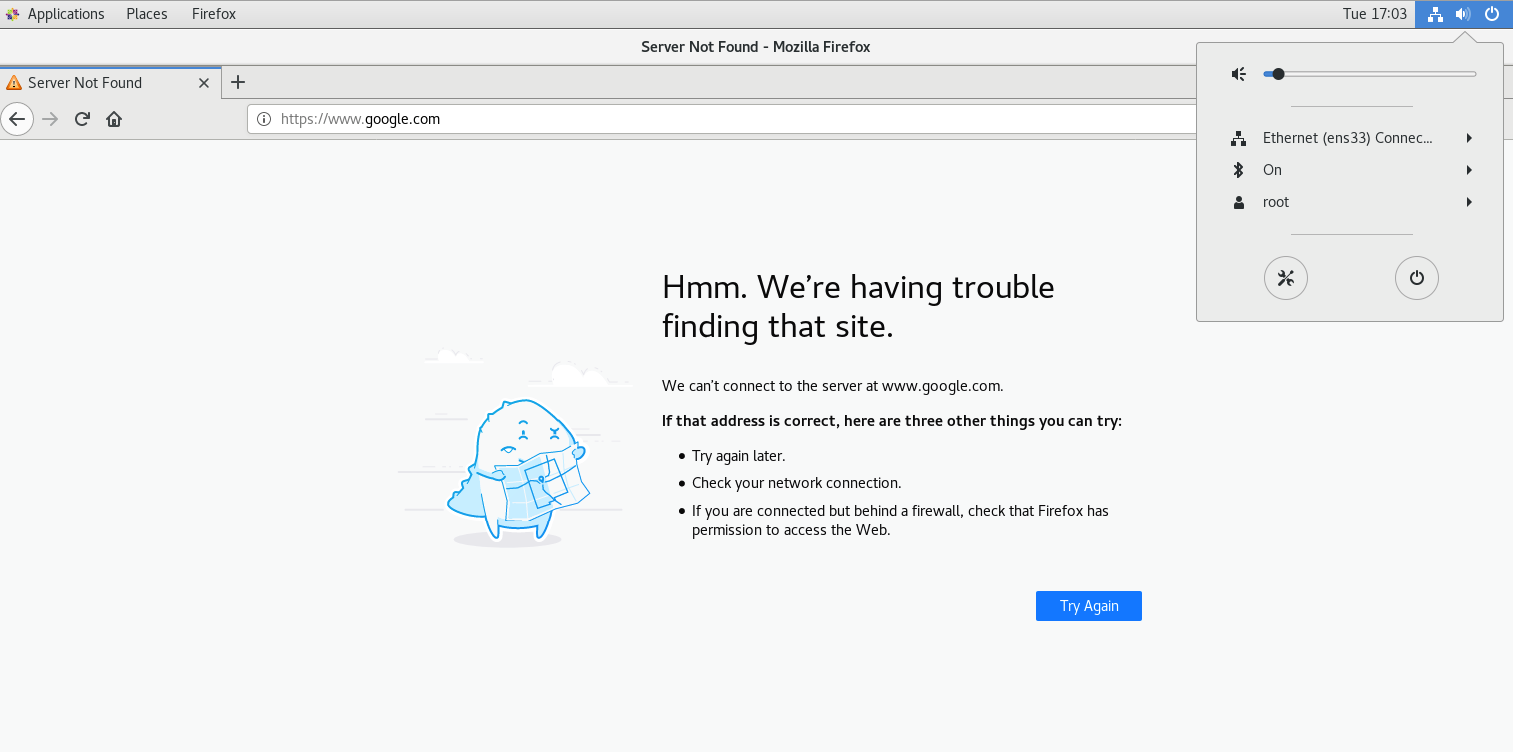 Applications Places Firefox Tue 17:03
Server Not Found - Mozilla Firefox
Server Not Found
https://www.google.com
Ethernet (ens33) Connec...
On
root
Hmm. We’re having trouble
finding that site.
We can’t connect to the server at www.google.com.
If that address is correct, here are three other things you can try:
Try again later.
Check your network connection.
If you are connected but behind a firewall, check that Firefox has
permission to access the Web.
Try Again